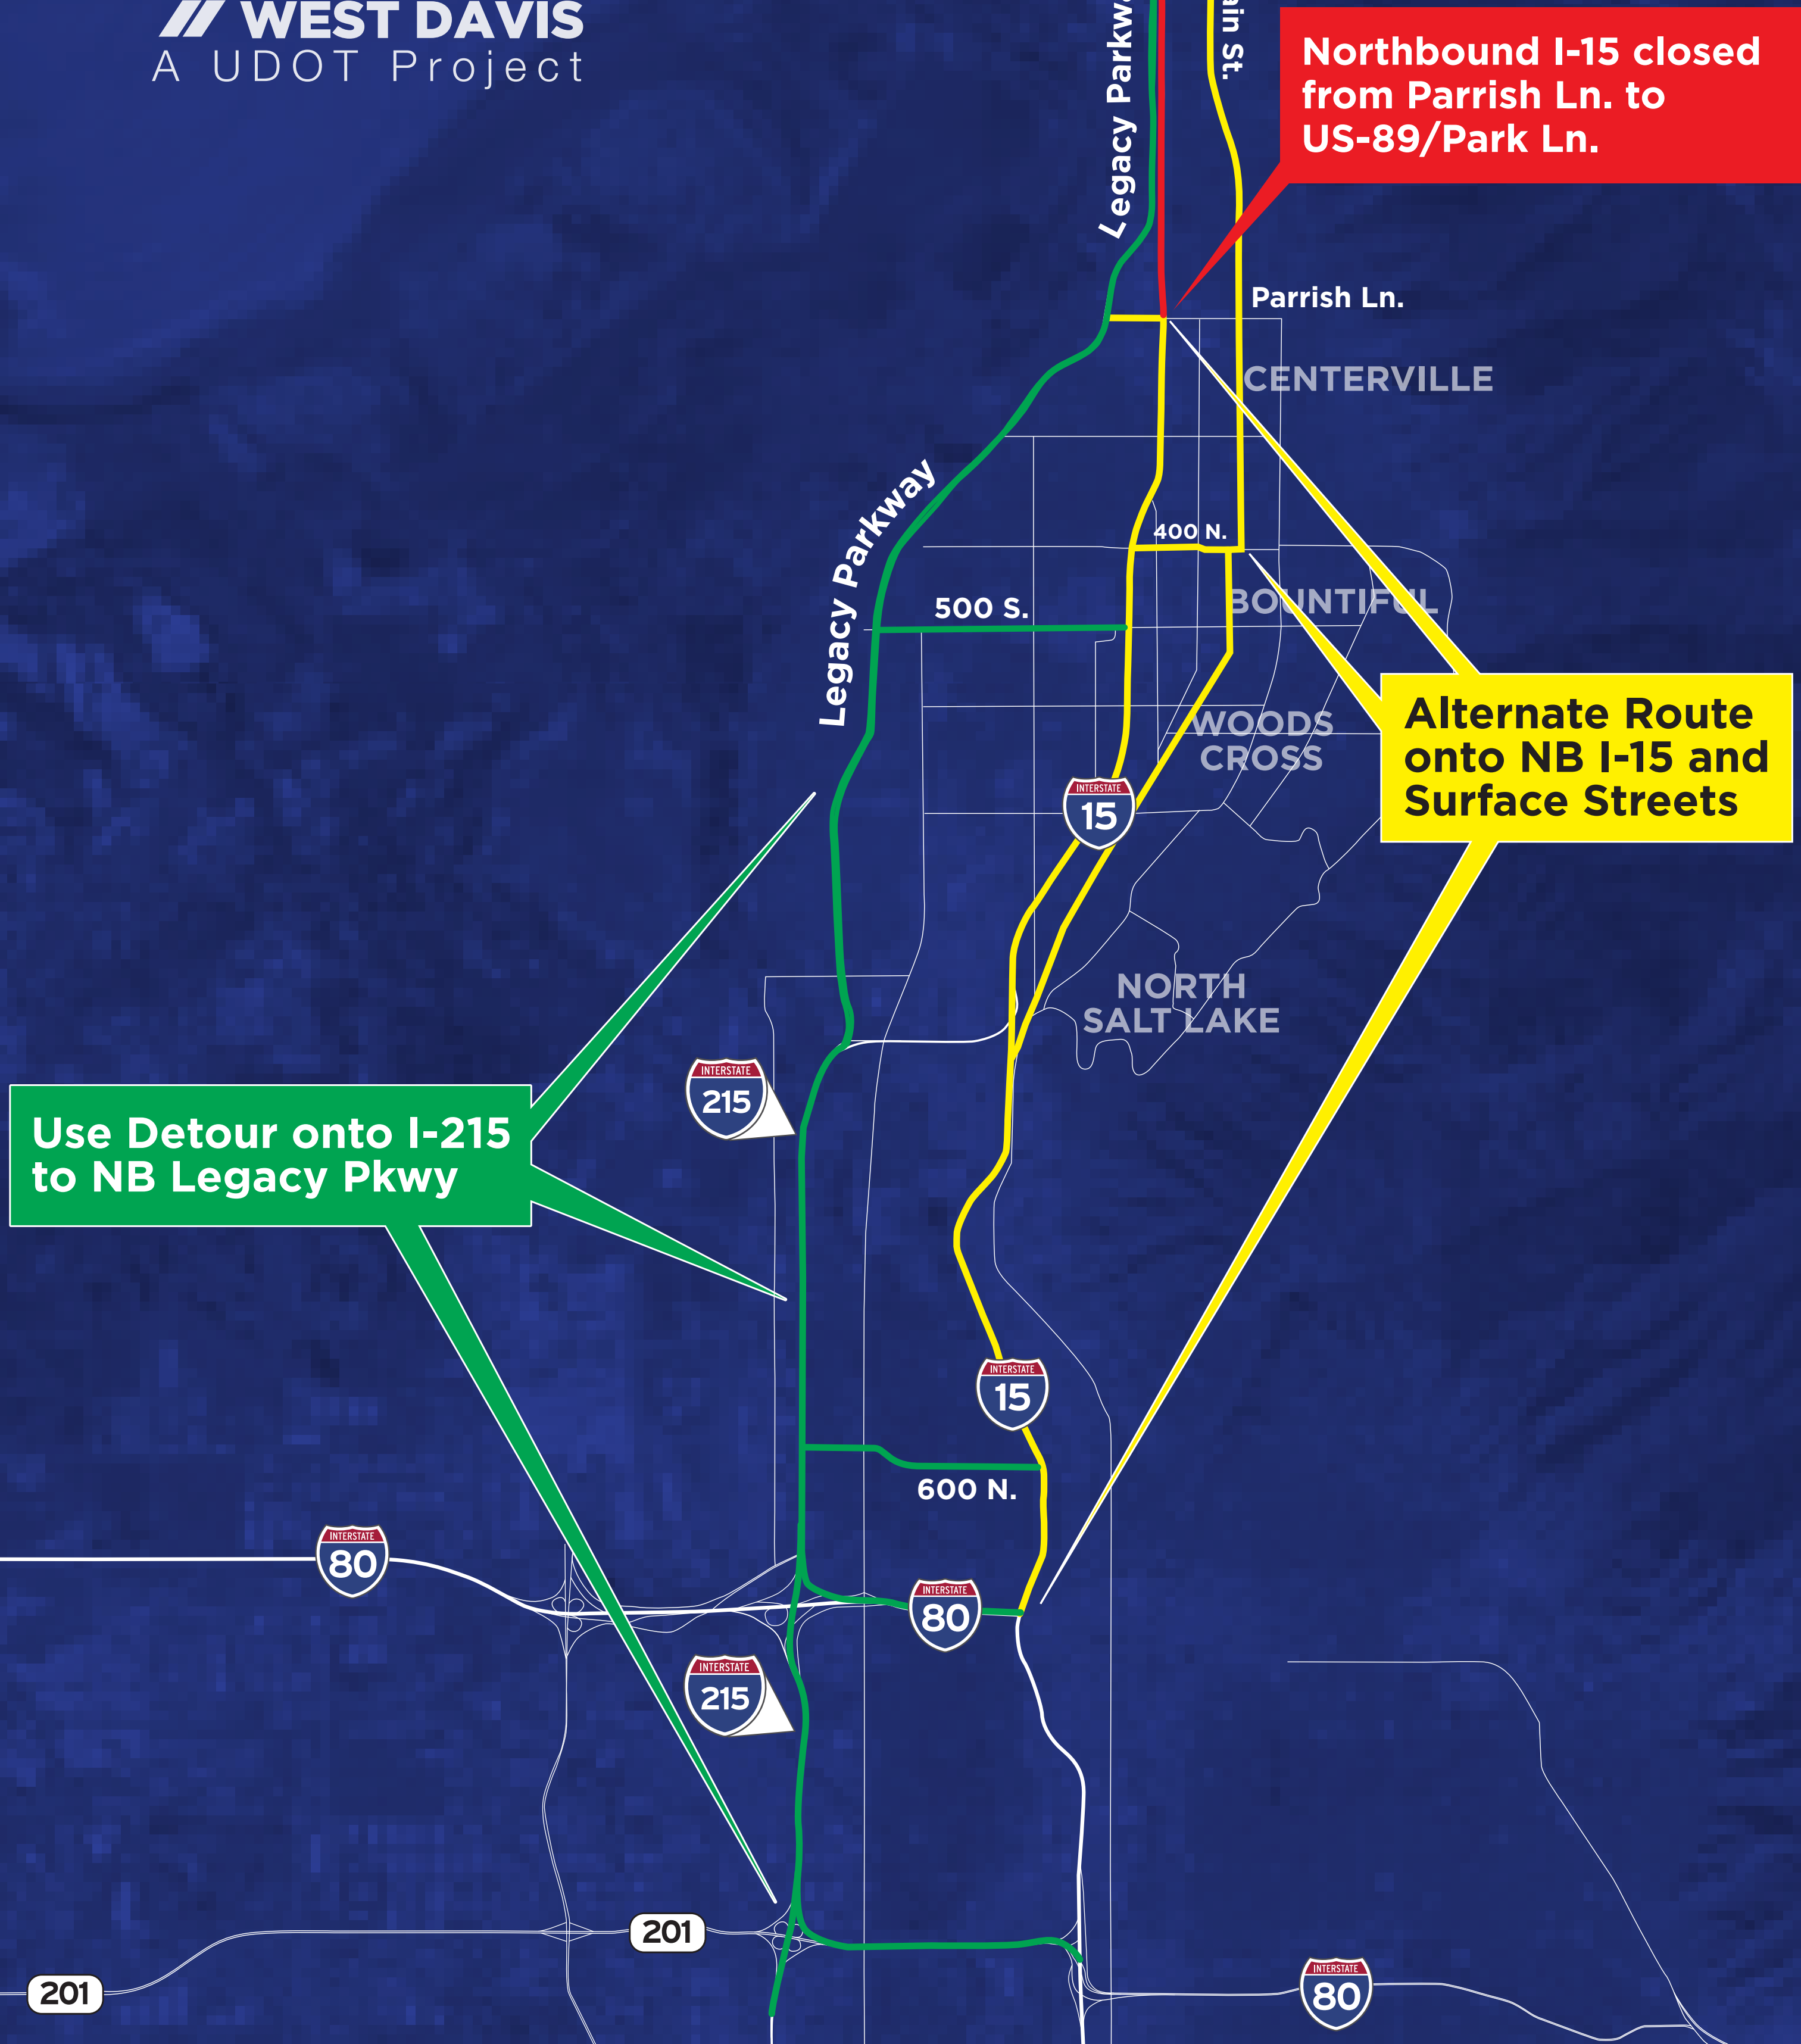 WEST DAVIS
A UDOT Project
Legacy Parkw
ain St.
Northbound I-15 closed
from Parrish Ln. to
US-89/Park Ln.
Parrish Ln.
CENTERVILLE
Legacy Parkway
400 N.
500 S.
BOUNTIFUL
WOODS
CROSS
Alternate Route
onto NB I-15 and
Surface Streets
INTERSTATE
15
NORTH
SALT LAKE
INTERSTATE
215
Use Detour onto I-215
to NB Legacy Pkwy
INTERSTATE
15
600 N.
INTERSTATE
80
INTERSTATE
80
INTERSTATE
215
201
201
INTERSTATE
80